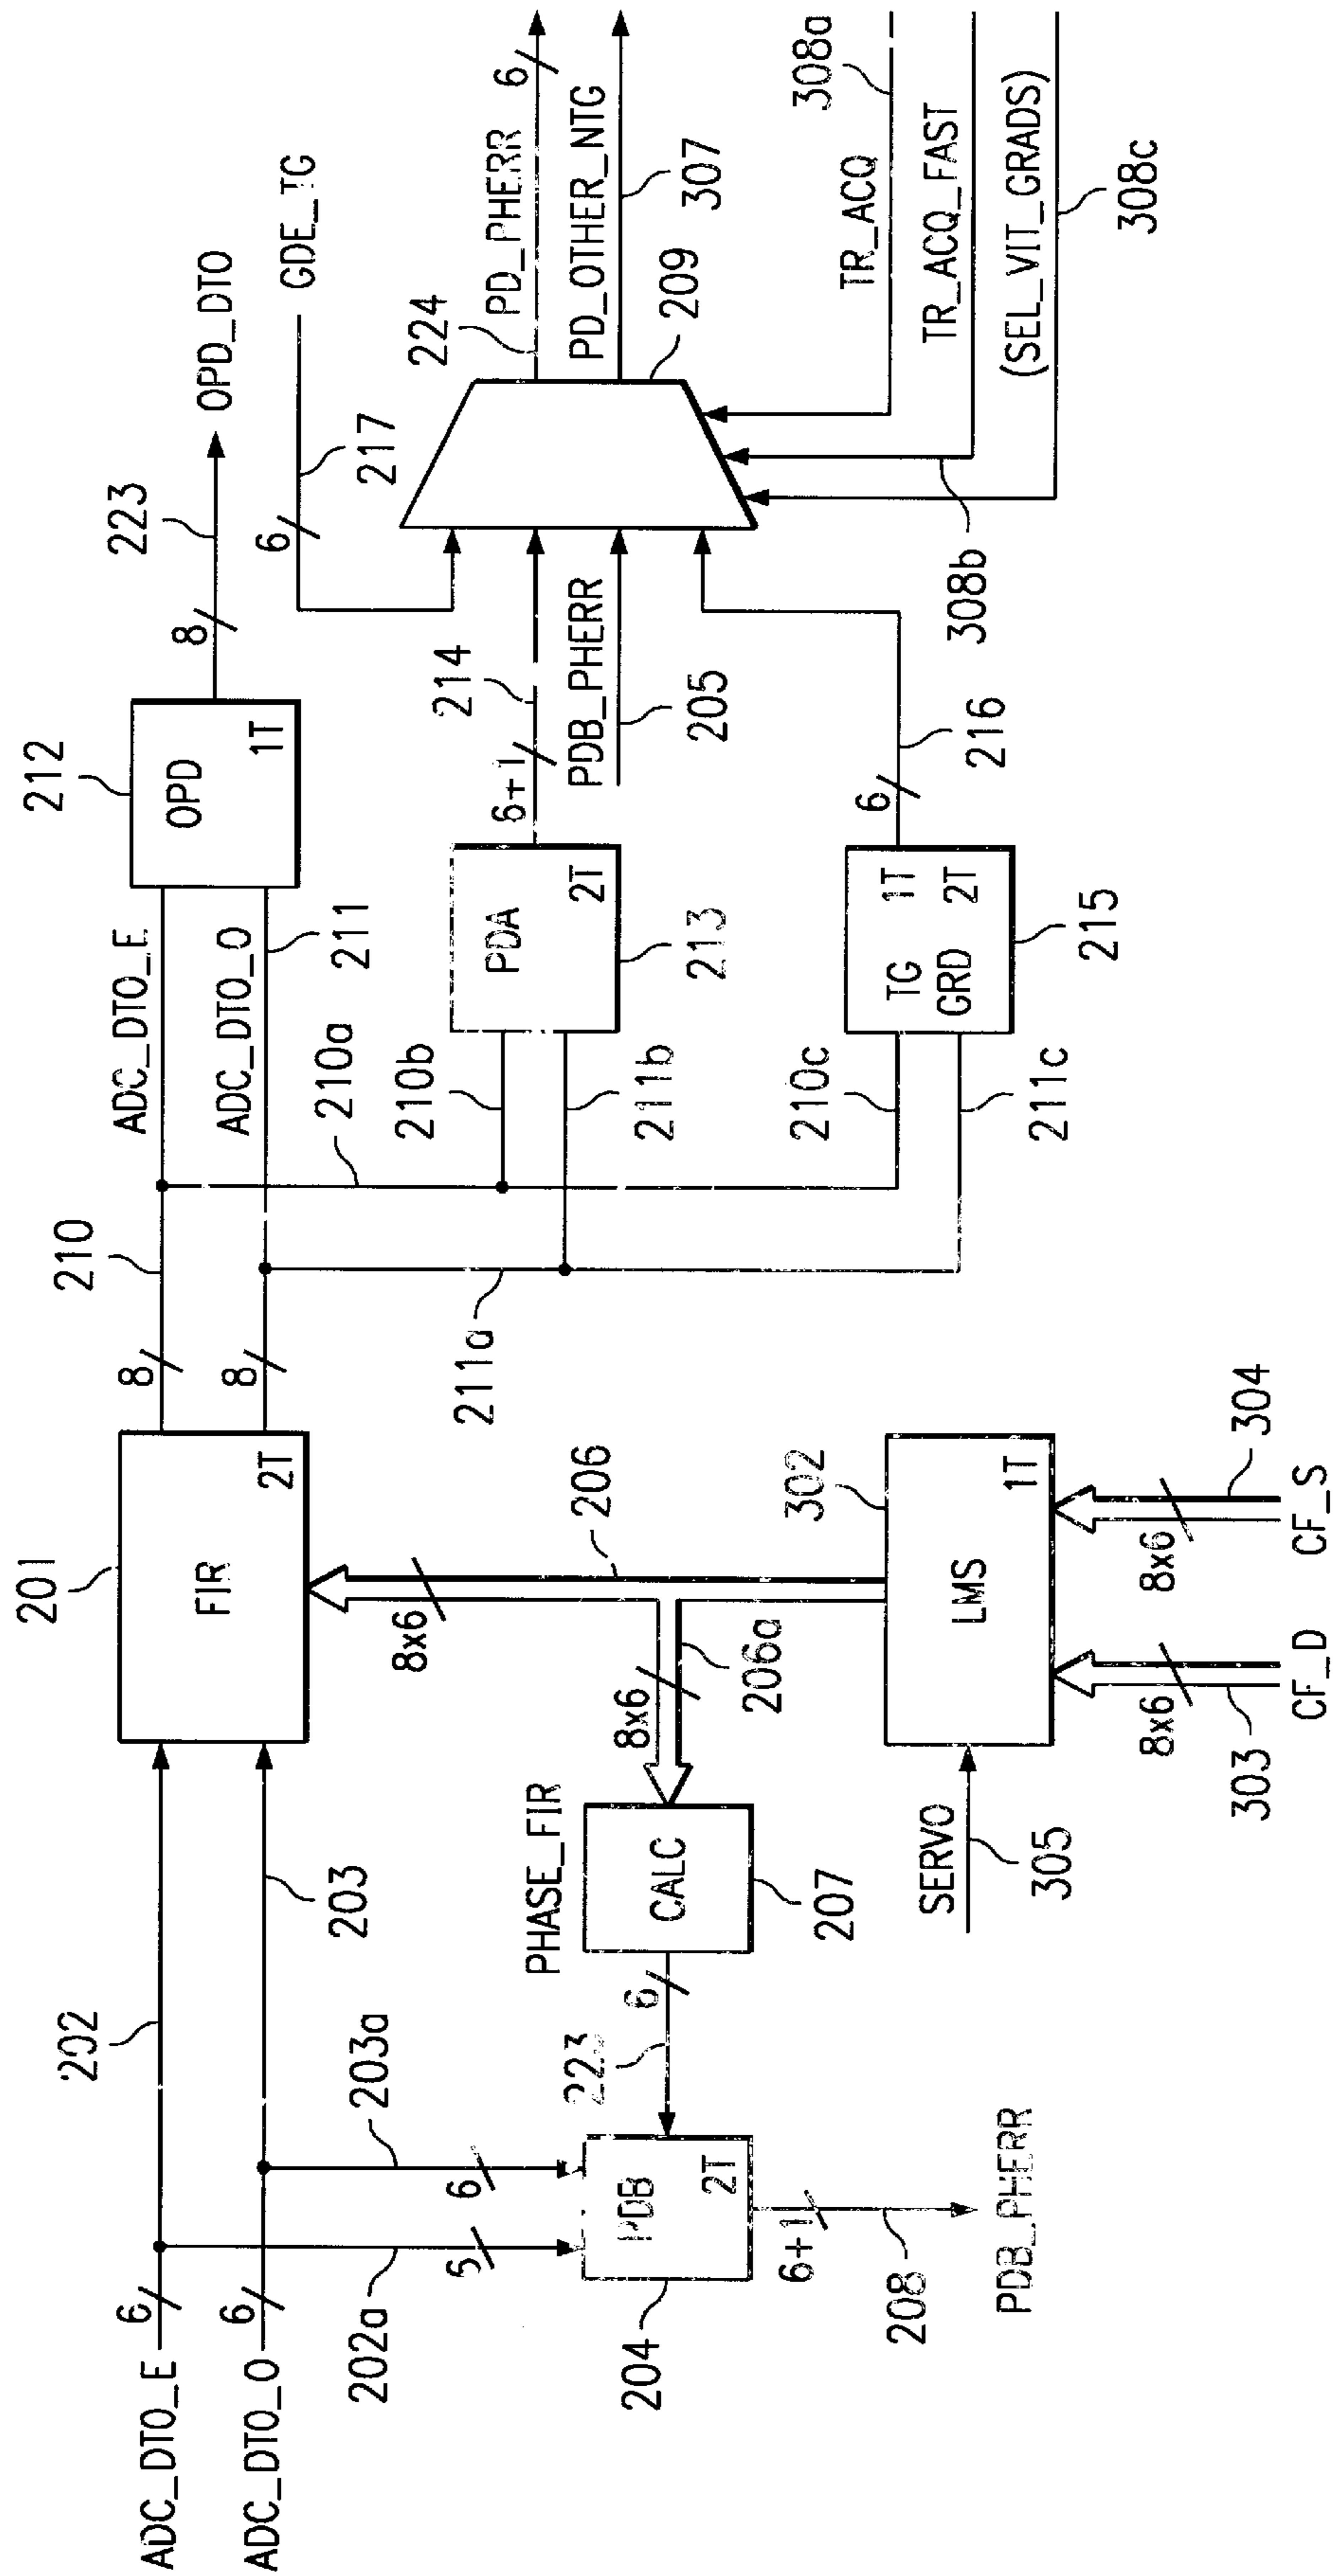 ADC_DTO_E
6
202
ADC_DTO_O
6
203
202a
6
203a
PDB
2T
204
6+1
208
PDB_PHERR
223
6
PHASE_FIR
CALC
207
201
FIR
2T
8x6
206
8x6
206a
302
LMS
1T
SERVO
305
8x6
303
CF_D
8x6
304
CF_S
8
210
ADC_DTO_E
8
ADC_DTO_O
211
210a
211a
212
OPD
1T
8
223
OPD_DTO
210b
211b
PDA
2T
213
6+1
214
PDB_PHERR
205
210c
211c
TG
GRD
1T
2T
215
6
216
6
217
GDE_TG
209
224
PD_PHERR
6
PD_OTHER_NTG
307
TR_ACQ
308a
TR_ACQ_FAST
308b
(SEL_VIT_GRADS)
308c